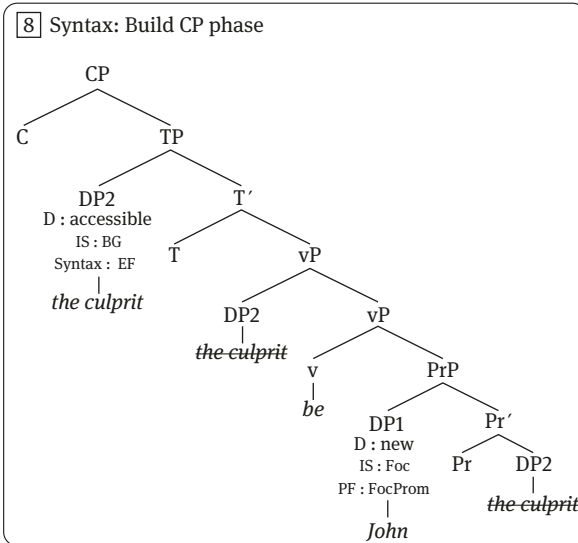 8 Syntax: Build CP phase
CP
C TP
DP2 T′
D : accessible
IS : BG
Syntax : EF
the culprit
T vP
DP2 vP
the culprit
v PrP
be
DP1 Pr′
D : new
IS : Foc
PF : FocProm
John
Pr DP2
the culprit